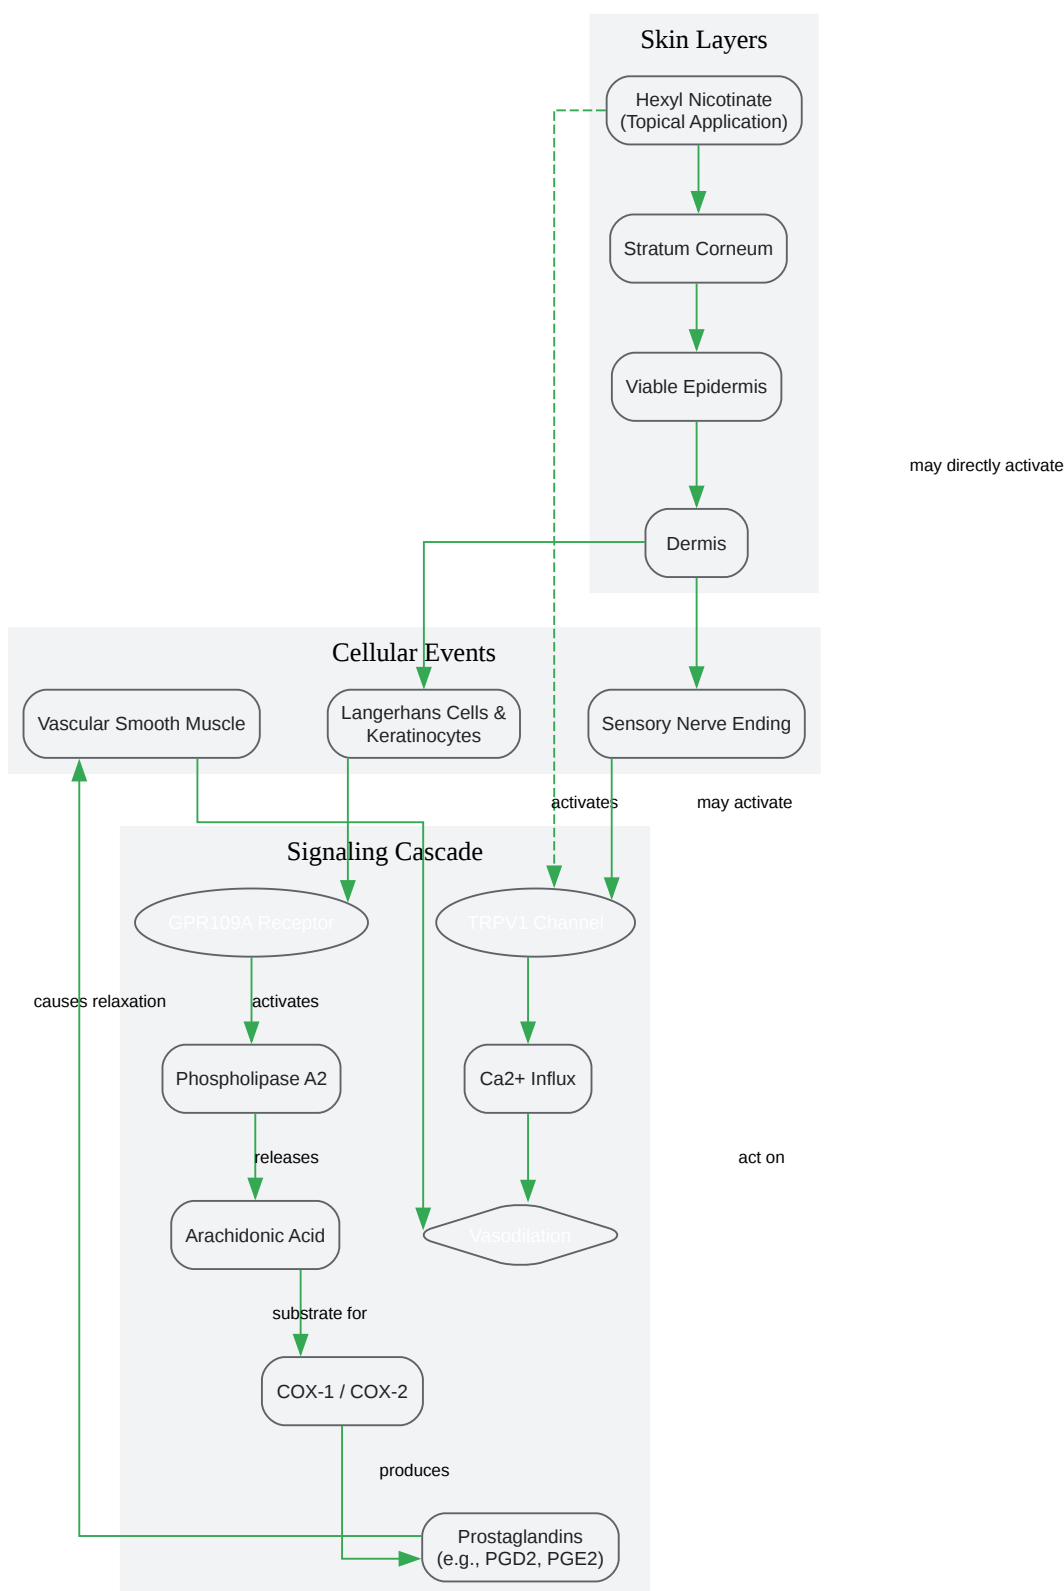 Skin Layers
Hexyl Nicotinate
(Topical Application)
Stratum Corneum
Viable Epidermis
may directly activate
Dermis
Cellular Events
Vascular Smooth Muscle
Langerhans Cells &
Keratinocytes
Sensory Nerve Ending
activates
may activate
Signaling Cascade
GPR109A Receptor
TRPV1 Channel
causes relaxation
activates
Phospholipase A2
Ca2+ Influx
releases
act on
Arachidonic Acid
Vasodilation
substrate for
COX-1 / COX-2
produces
Prostaglandins
(e.g., PGD2, PGE2)